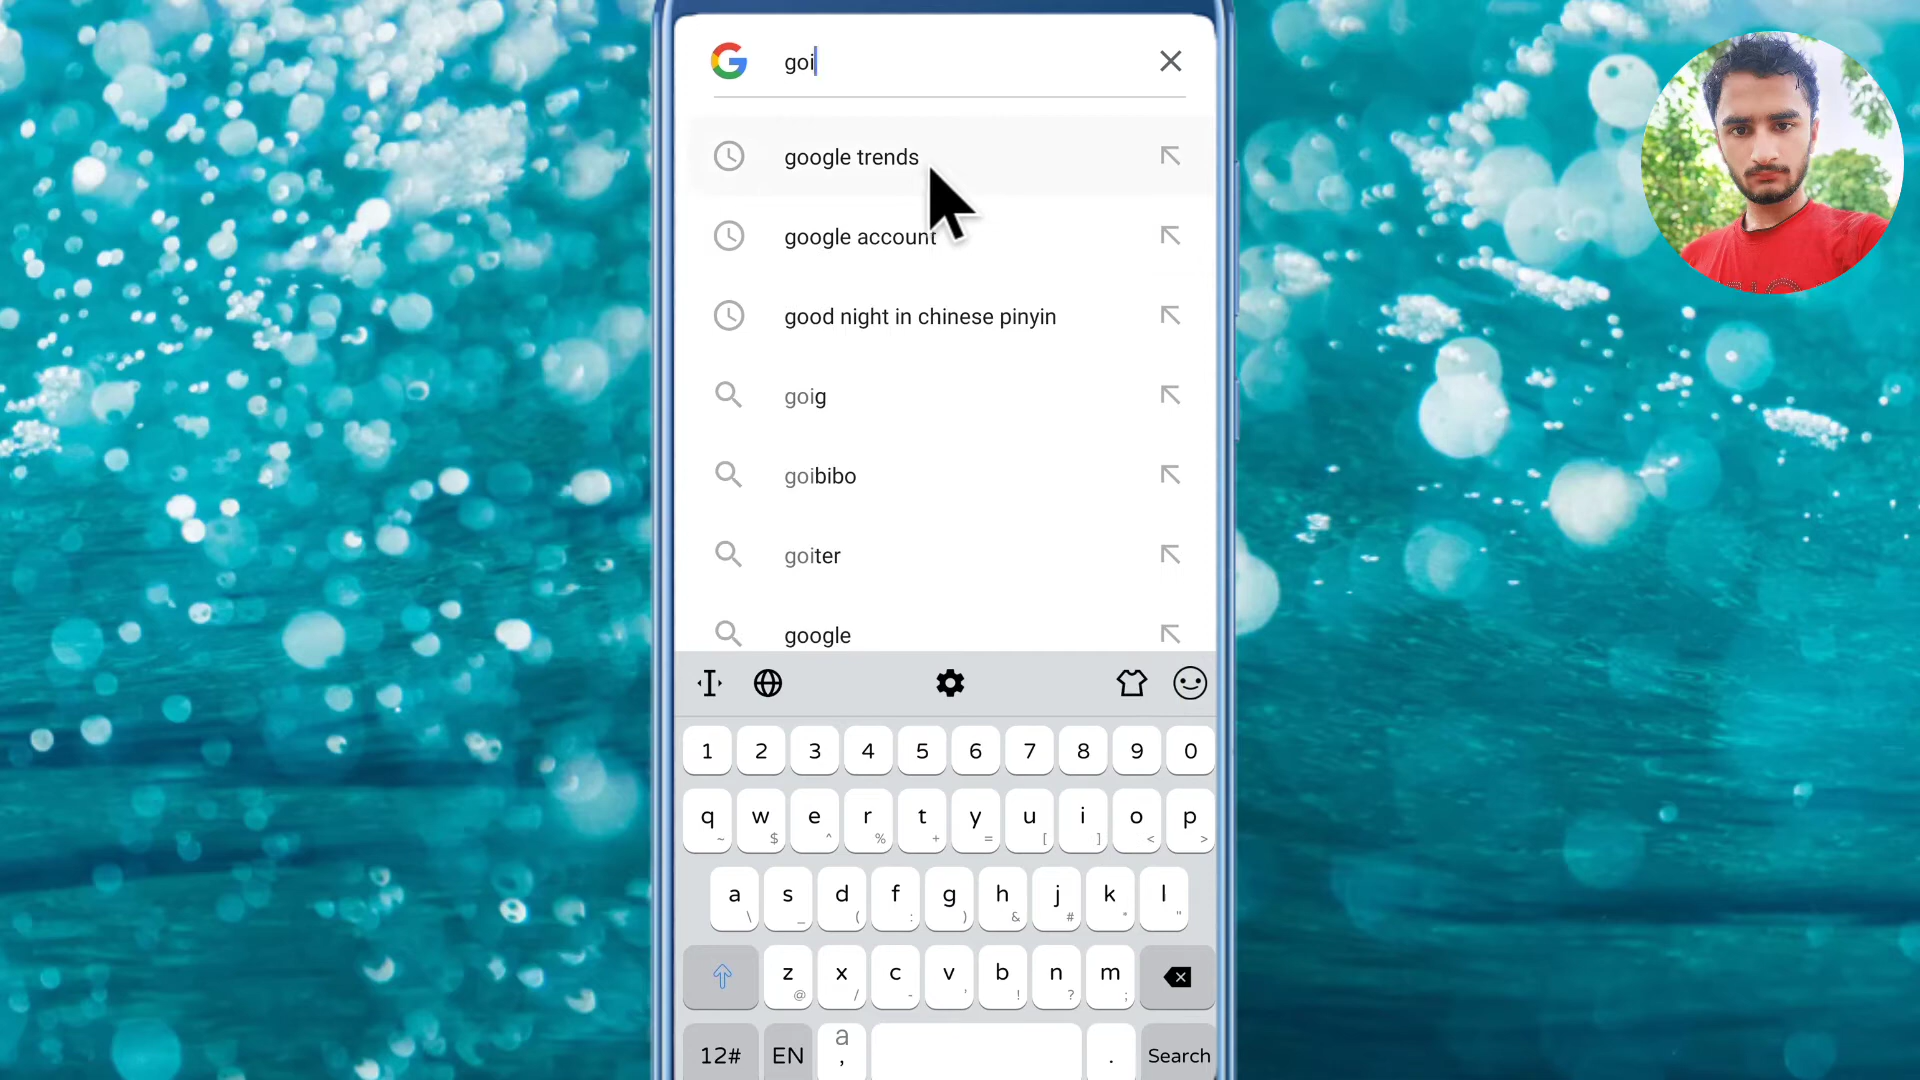 goi
google trends
google account
good night in chinese pinyin
goig
goibibo
goiter
google
1 2 3 4 5 6 7 8 9 0
q w e r t y u i o p
~ $ ^ % + = [ ] < >
a s d f g h j k l
\ _ ( : ) & # * "
z x c v b n m
@ / - ' ! ? ;
12# EN a , . Search